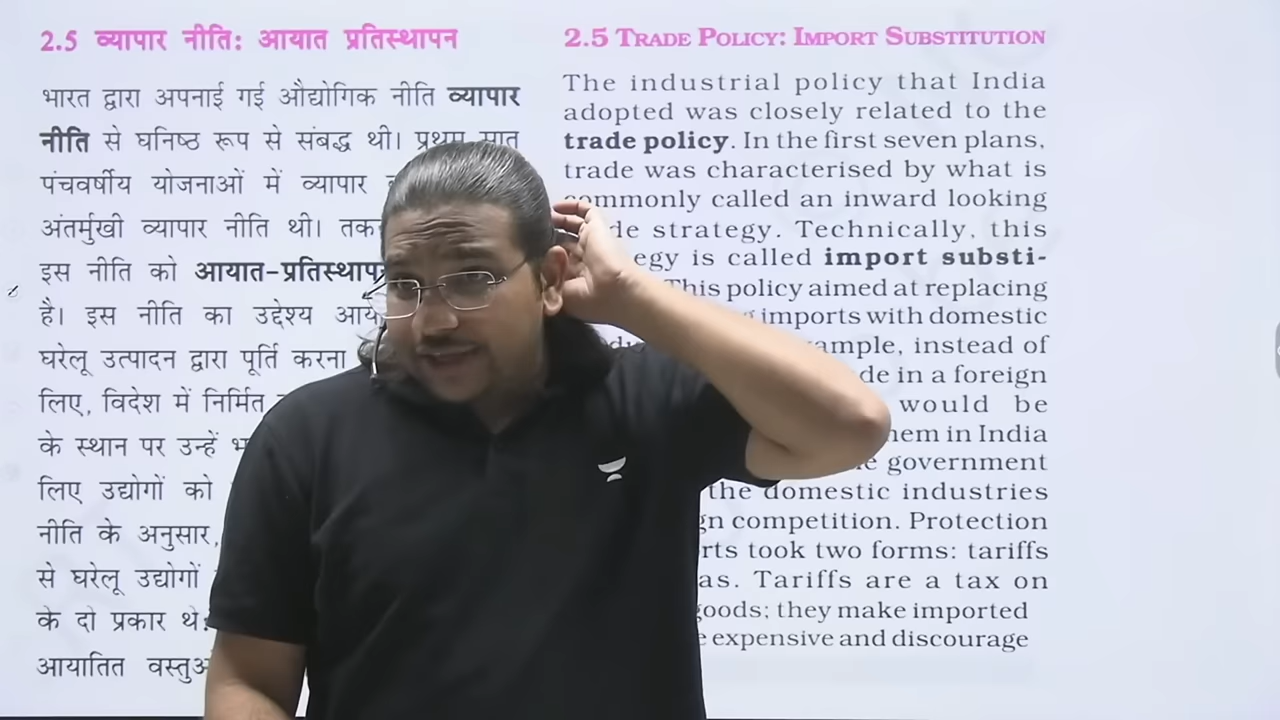 2.5 व्यापार नीति: आयात प्रतिस्थापन
भारत द्वारा अपनाई गई औद्योगिक नीति व्यापार
नीति से घनिष्ठ रूप से संबद्ध थी। प्रथम सात
पंचवर्षीय योजनाओं में व्यापार
अंतर्मुखी व्यापार नीति थी।
इस नीति को
है। इस नीति का उद्देश्य
घरेलू उत्पादन द्वारा पूर्ति करना
लिए, विदेश में निर्मित
के स्थान पर उन्हें
लिए उद्योगों को
नीति के अनुसार,
से घरेलू उद्योगों
के दो प्रकार थे:
आयातित
2.5 TRADE POLICY: IMPORT SUBSTITUTION
The industrial policy that India
adopted was closely related to the
trade policy. In the first seven plans,
trade was characterised by what is
commonly called an inward looking
strategy. Technically, this
is called import substi-
This policy aimed at replacing
imports with domestic
instead of
in a foreign
would be
in India
government
the domestic industries
competition. Protection
took two forms: tariffs
Tariffs are a tax on
goods; they make imported
expensive and discourage